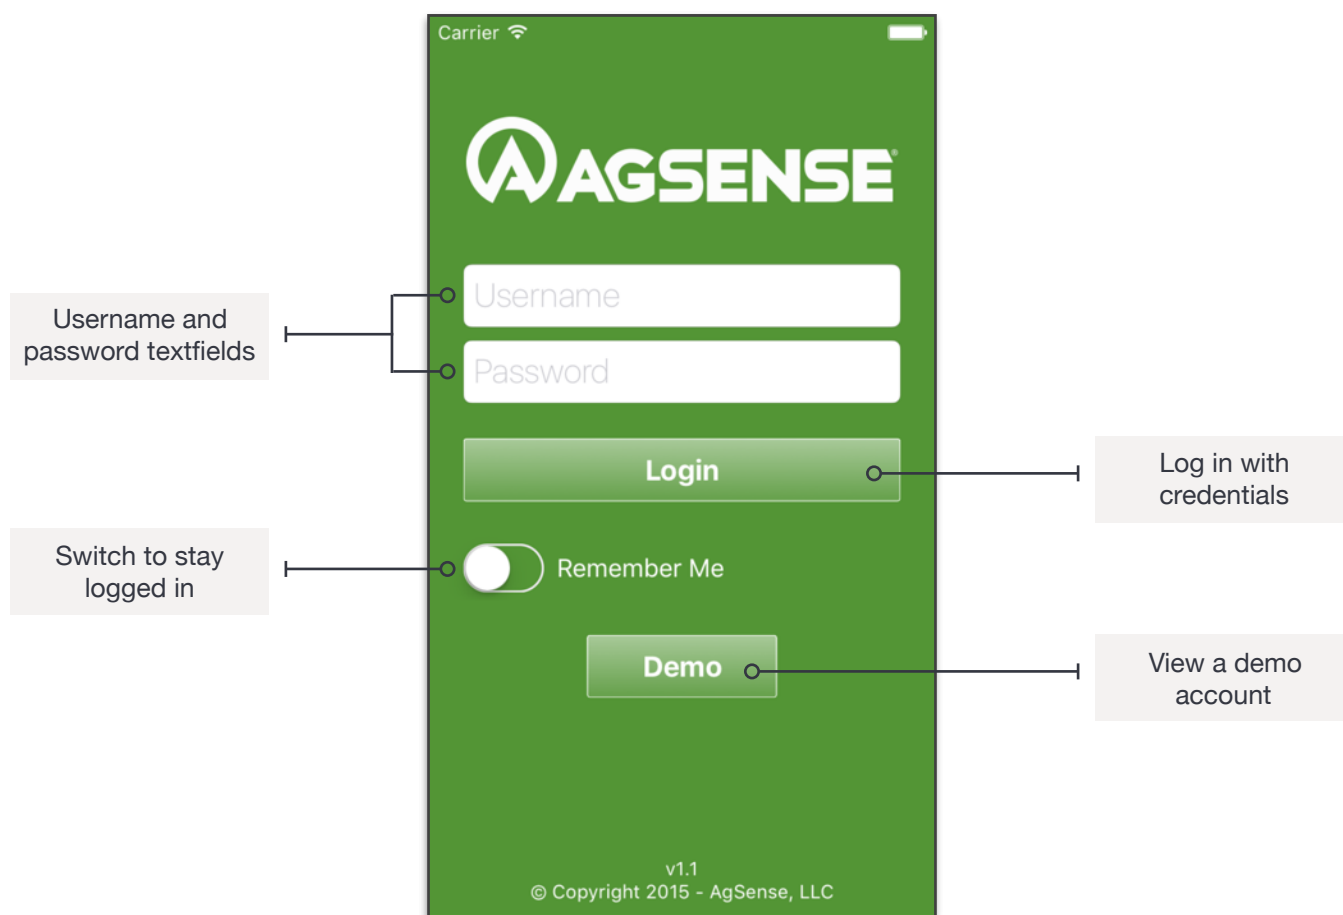 Carrier
AGSENSE®
Username and
password textfields
Username
Password
Login
Log in with
credentials
Switch to stay
logged in
Remember Me
Demo
View a demo
account
v1.1
© Copyright 2015 - AgSense, LLC